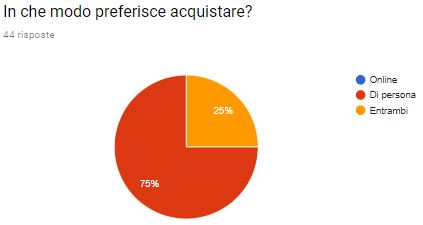 In che modo preferisce acquistare?
44 risposte
Online
Di persona
Entrambi
25%
75%